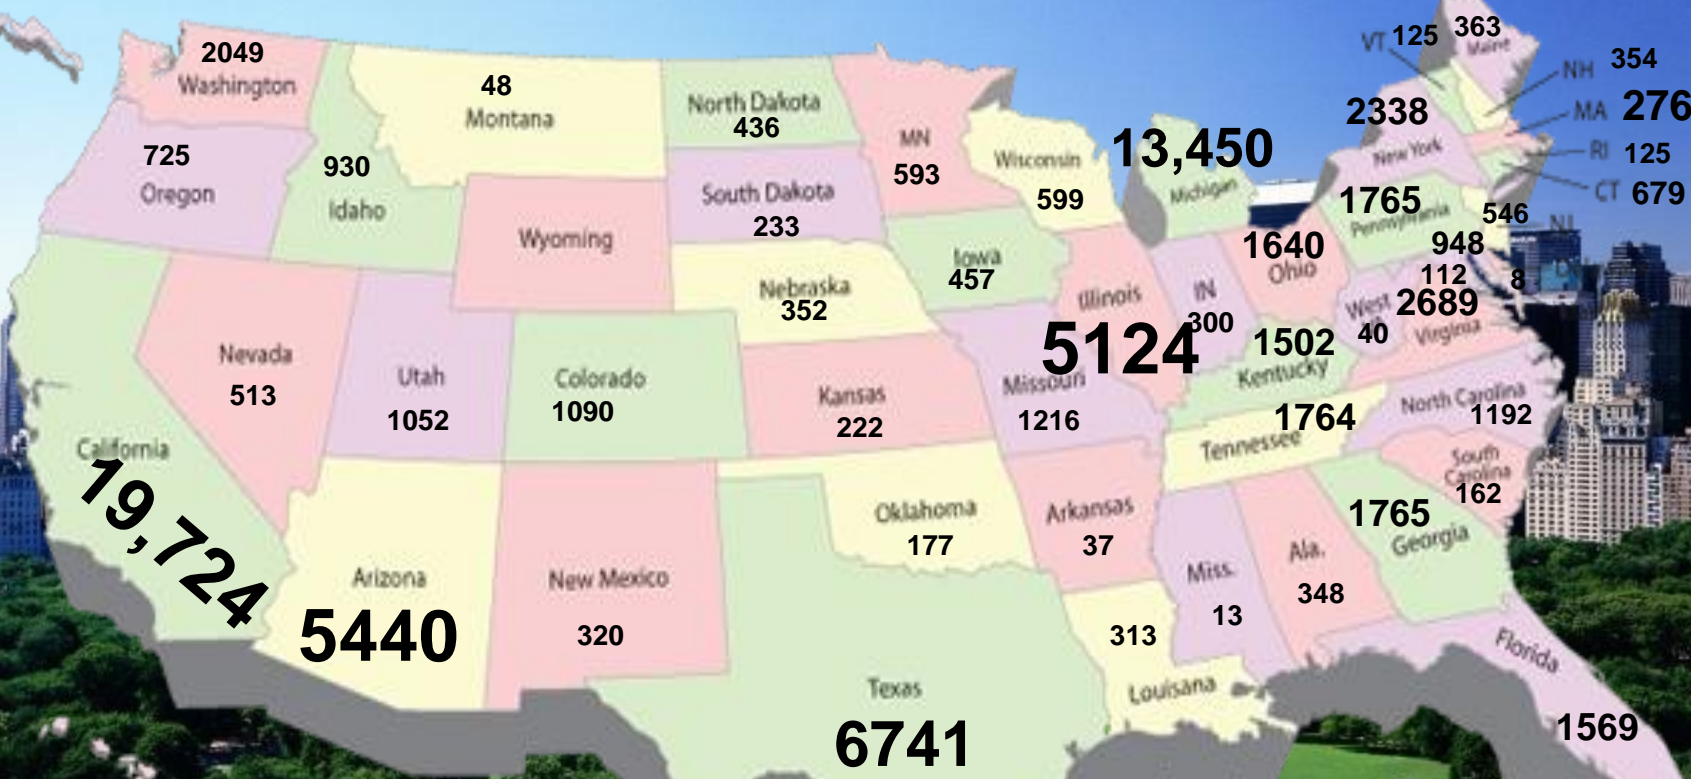 2049
Washington
725
Oregon
930
Idaho
48
Montana
North Dakota
436
South Dakota
233
Wyoming
MN
593
Wisconsin
599
13,450
Michigan
VT 125
363
Maine
NH 354
2338
New York
MA 276
RI 125
CT 679
1765
Pennsylvania
546
NJ
948
112
8
1640
Ohio
Nebraska
352
Iowa
457
Illinois
5124
IN
300
West
40
2689
Virginia
1502
Kentucky
Nevada
513
Utah
1052
Colorado
1090
Kansas
222
Missouri
1216
California
19,724
1764
Tennessee
North Carolina
1192
South
Carolina
162
Arizona
5440
New Mexico
320
Oklahoma
177
Arkansas
37
Miss.
13
Ala.
348
1765
Georgia
Texas
6741
313
Louisana
Florida
1569